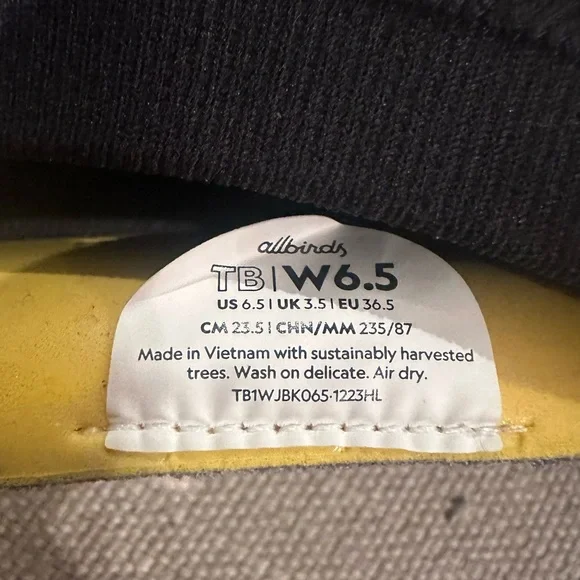 allbirds
TB | W6.5
US 6.5 | UK 3.5 | EU 36.5
CM 23.5 | CHN/MM 235/87
Made in Vietnam with sustainably harvested
trees. Wash on delicate. Air dry.
TB1WJBK065-1223HL